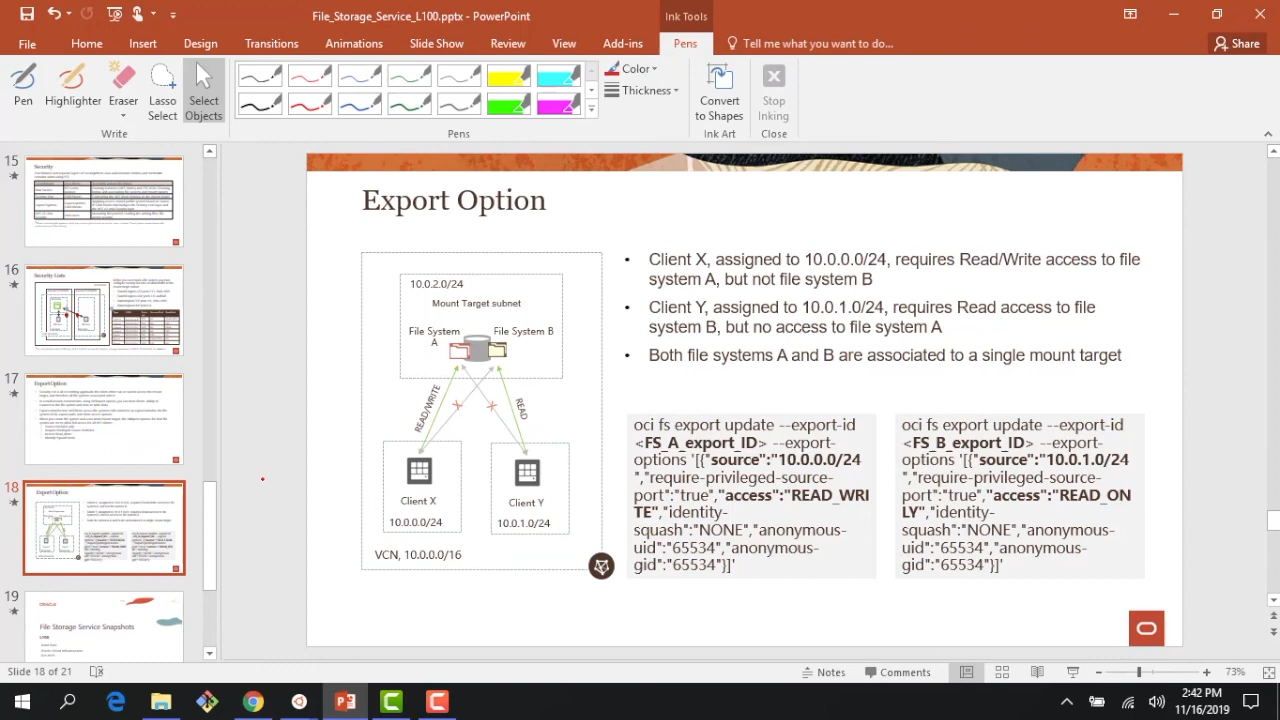 File_Storage_Service_L100.pptx - PowerPoint
Ink Tools
File Home Insert Design Transitions Animations Slide Show Review View Add-ins Pens Tell me what you want to do... Share
Pen Highlighter Eraser Lasso Select Select Objects
Color
Thickness
Convert to Shapes
Stop Inking
Write Pens Ink Art Close
15
Security
16
Security Lists
17
Export Option
18
Export Option
19
File Storage Service Snapshots
Export Option
10.0.2.0/24
Mount Target subnet
File System A
File System B
READ/WRITE
X
X
READ
Client X
10.0.0.0/24
Client Y
10.0.1.0/24
VCN, 10.0.0.0/16
• Client X, assigned to 10.0.0.0/24, requires Read/Write access to file
system A, but not file system B
• Client Y, assigned to 10.0.1.0/24, requires Read access to file
system B, but no access to file system A
• Both file systems A and B are associated to a single mount target
oci fs export update --export-id
<FS_A_export_ID> --export-
options '[{"source":"10.0.0.0/24
","require-privileged-source-
port":"true","access":"READ_WRI
TE","identity-
squash":"NONE","anonymous-
uid":"65534","anonymous-
gid":"65534"}]'
oci fs export update --export-id
<FS_B_export_ID> --export-
options '[{"source":"10.0.1.0/24
","require-privileged-source-
port":"true","access":"READ_ON
LY","identity-
squash":"NONE","anonymous-
uid":"65534","anonymous-
gid":"65534"}]'
Slide 18 of 21
Notes
Comments
73%
2:42 PM
11/16/2019